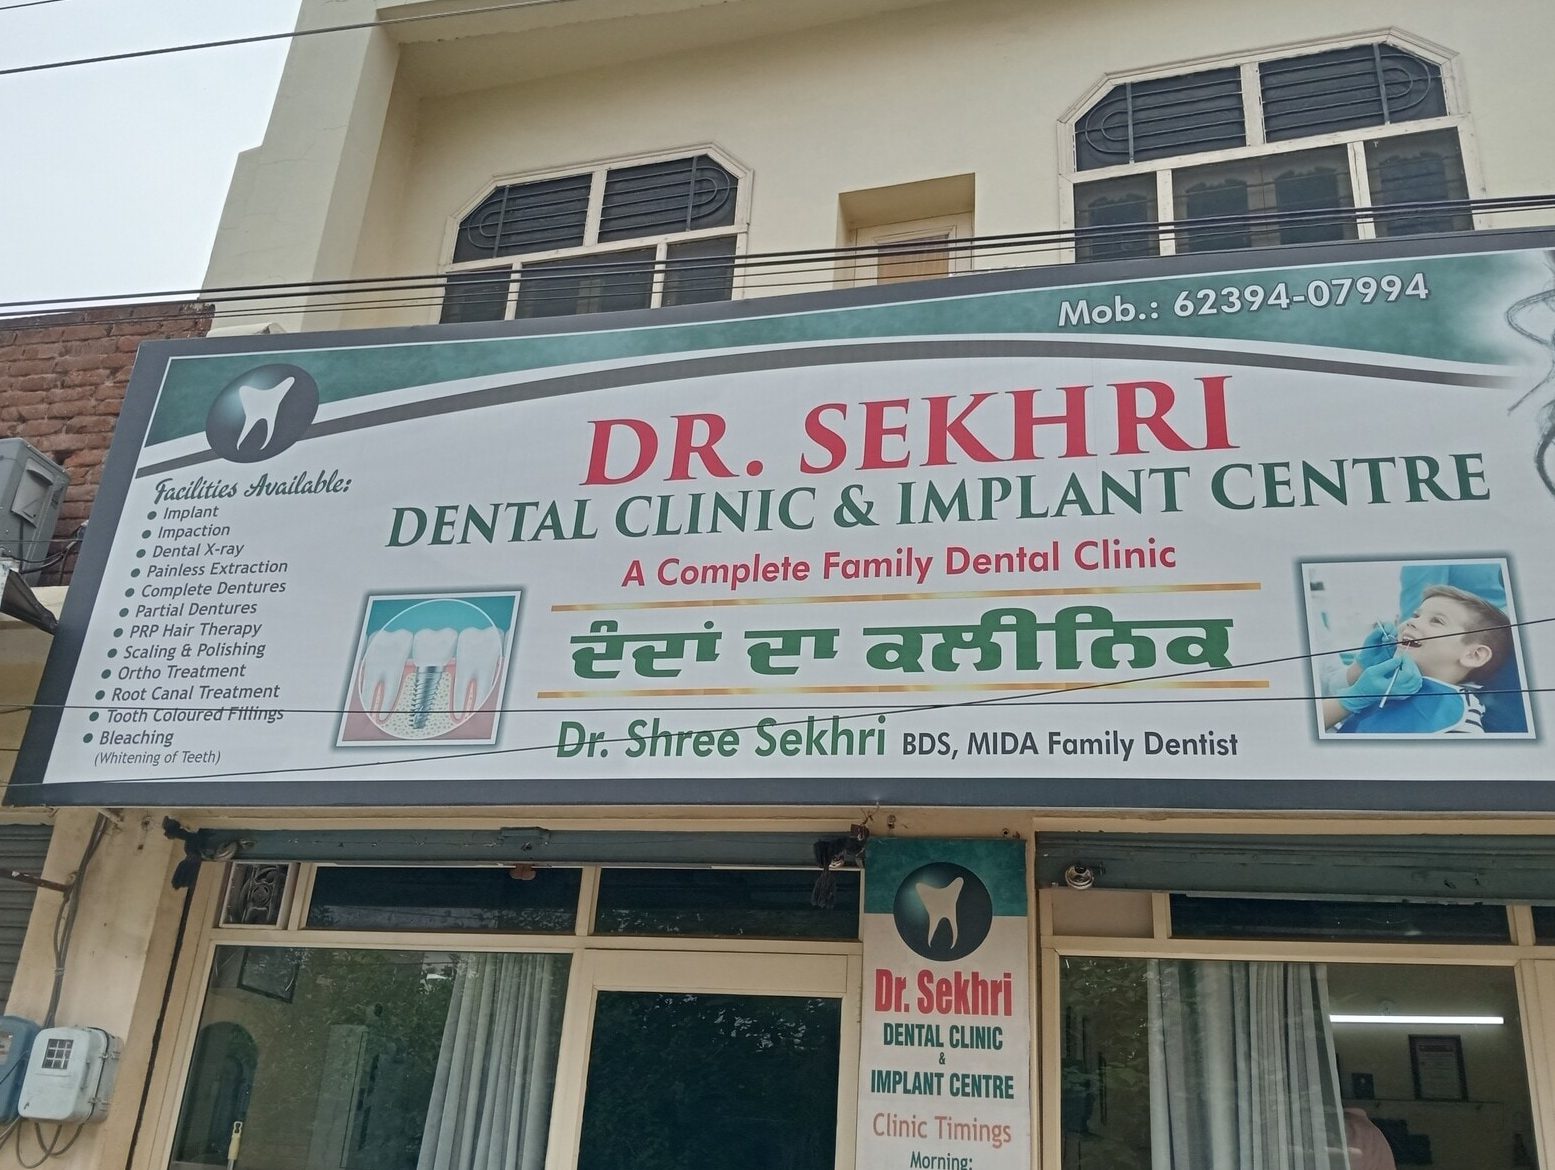 Mob.: 62394-07994
DR. SEKHRI
DENTAL CLINIC & IMPLANT CENTRE
A Complete Family Dental Clinic
ਦੰਦਾਂ ਦਾ ਕਲੀਨਿਕ
Dr. Shree Sekhri BDS, MIDA Family Dentist
Facilities Available:
Implant
Impaction
Dental X-ray
Painless Extraction
Complete Dentures
Partial Dentures
PRP Hair Therapy
Scaling & Polishing
Ortho Treatment
Root Canal Treatment
Tooth Coloured Fillings
Bleaching
(Whitening of Teeth)
Dr. Sekhri
DENTAL CLINIC
&
IMPLANT CENTRE
Clinic Timings
Morning: